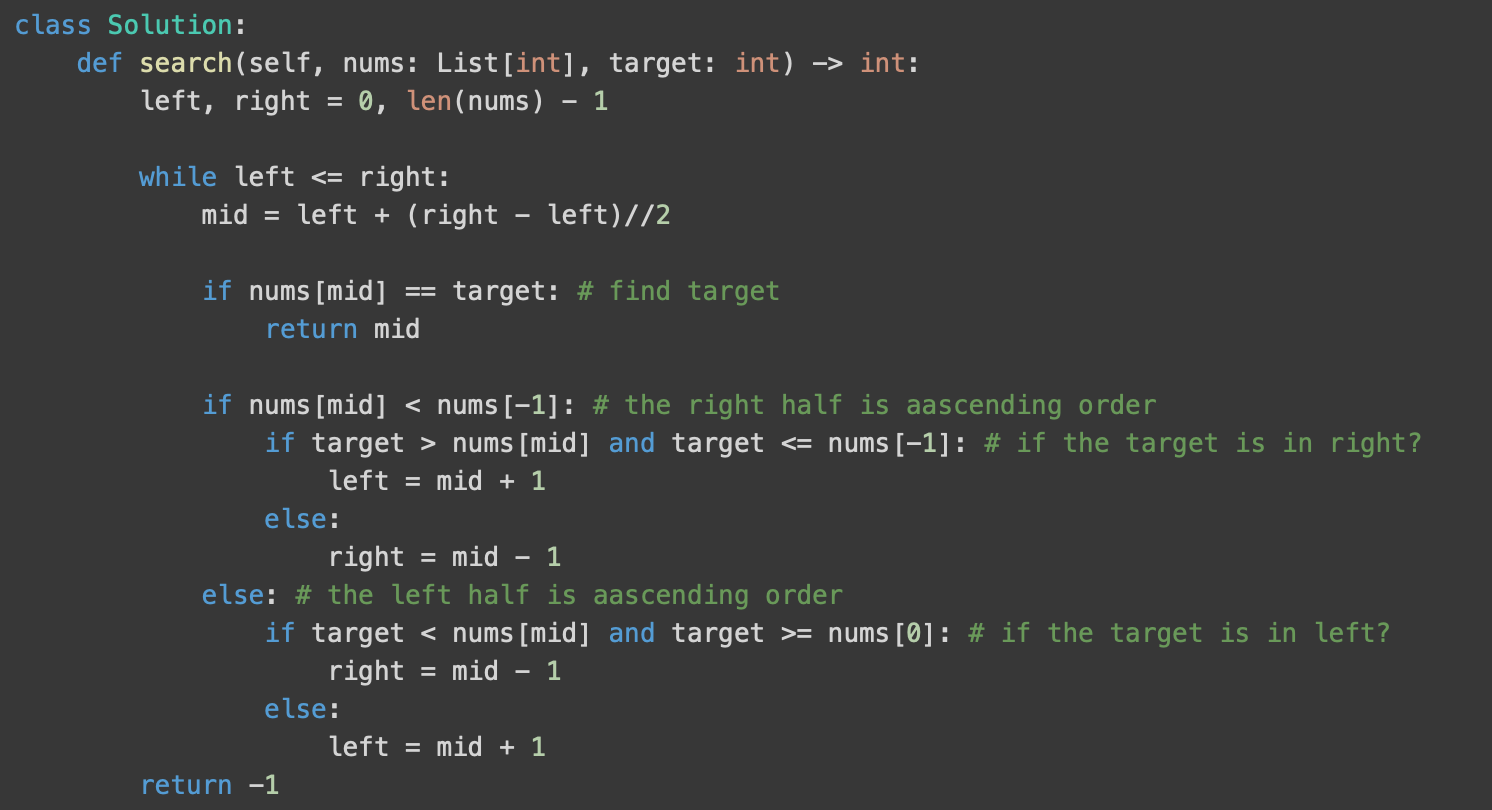 class Solution:
    def search(self, nums: List[int], target: int) -> int:
        left, right = 0, len(nums) - 1

        while left <= right:
            mid = left + (right - left)//2

            if nums[mid] == target: # find target
                return mid

            if nums[mid] < nums[-1]: # the right half is aascending order
                if target > nums[mid] and target <= nums[-1]: # if the target is in right?
                    left = mid + 1
                else:
                    right = mid - 1
            else: # the left half is aascending order
                if target < nums[mid] and target >= nums[0]: # if the target is in left?
                    right = mid - 1
                else:
                    left = mid + 1
        return -1